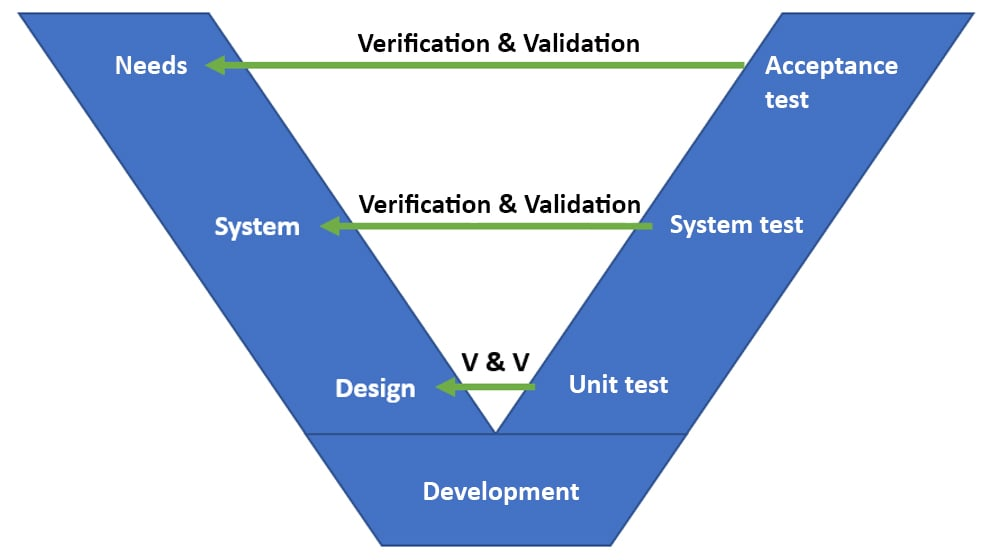 Verification & Validation
Needs
Acceptance
test
Verification & Validation
System
System test
V & V
Design
Unit test
Development